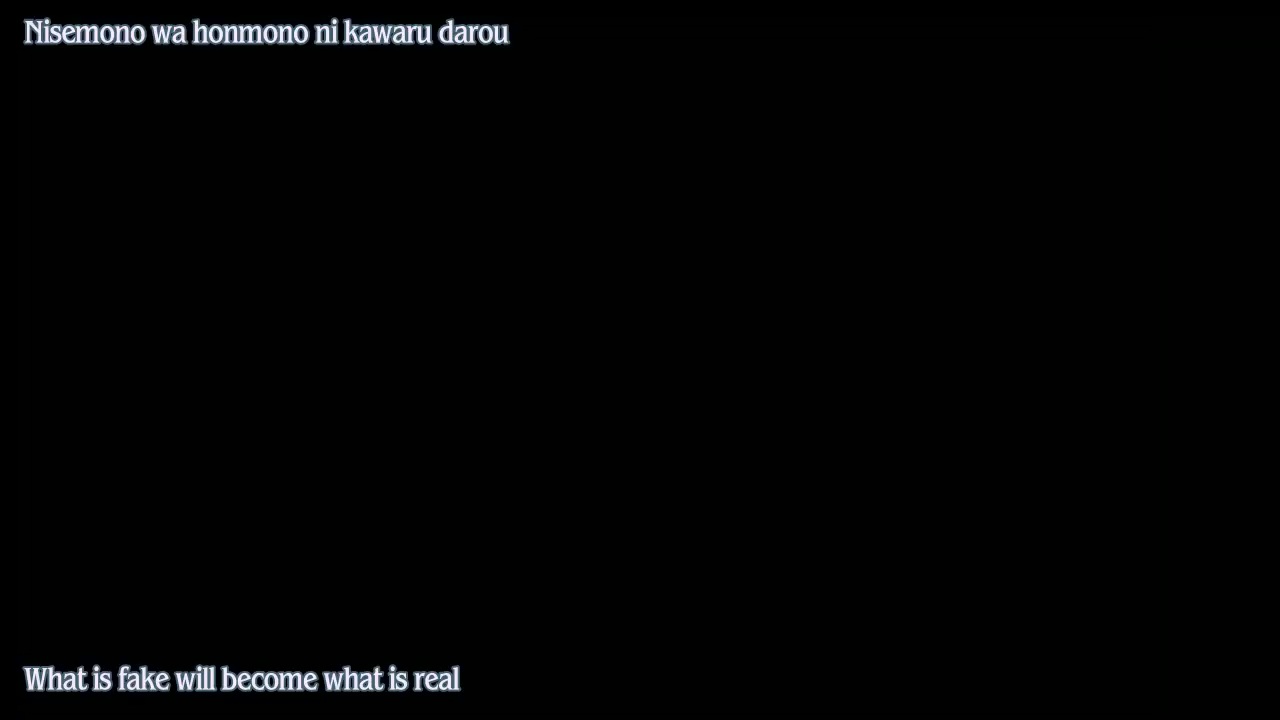 Nisemono wa honmono ni kawaru darou
What is fake will become what is real